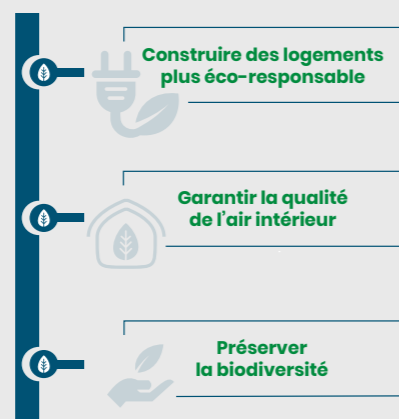 Construire des logements
plus éco-responsable
Garantir la qualité
de l'air intérieur
Préserver
la biodiversité